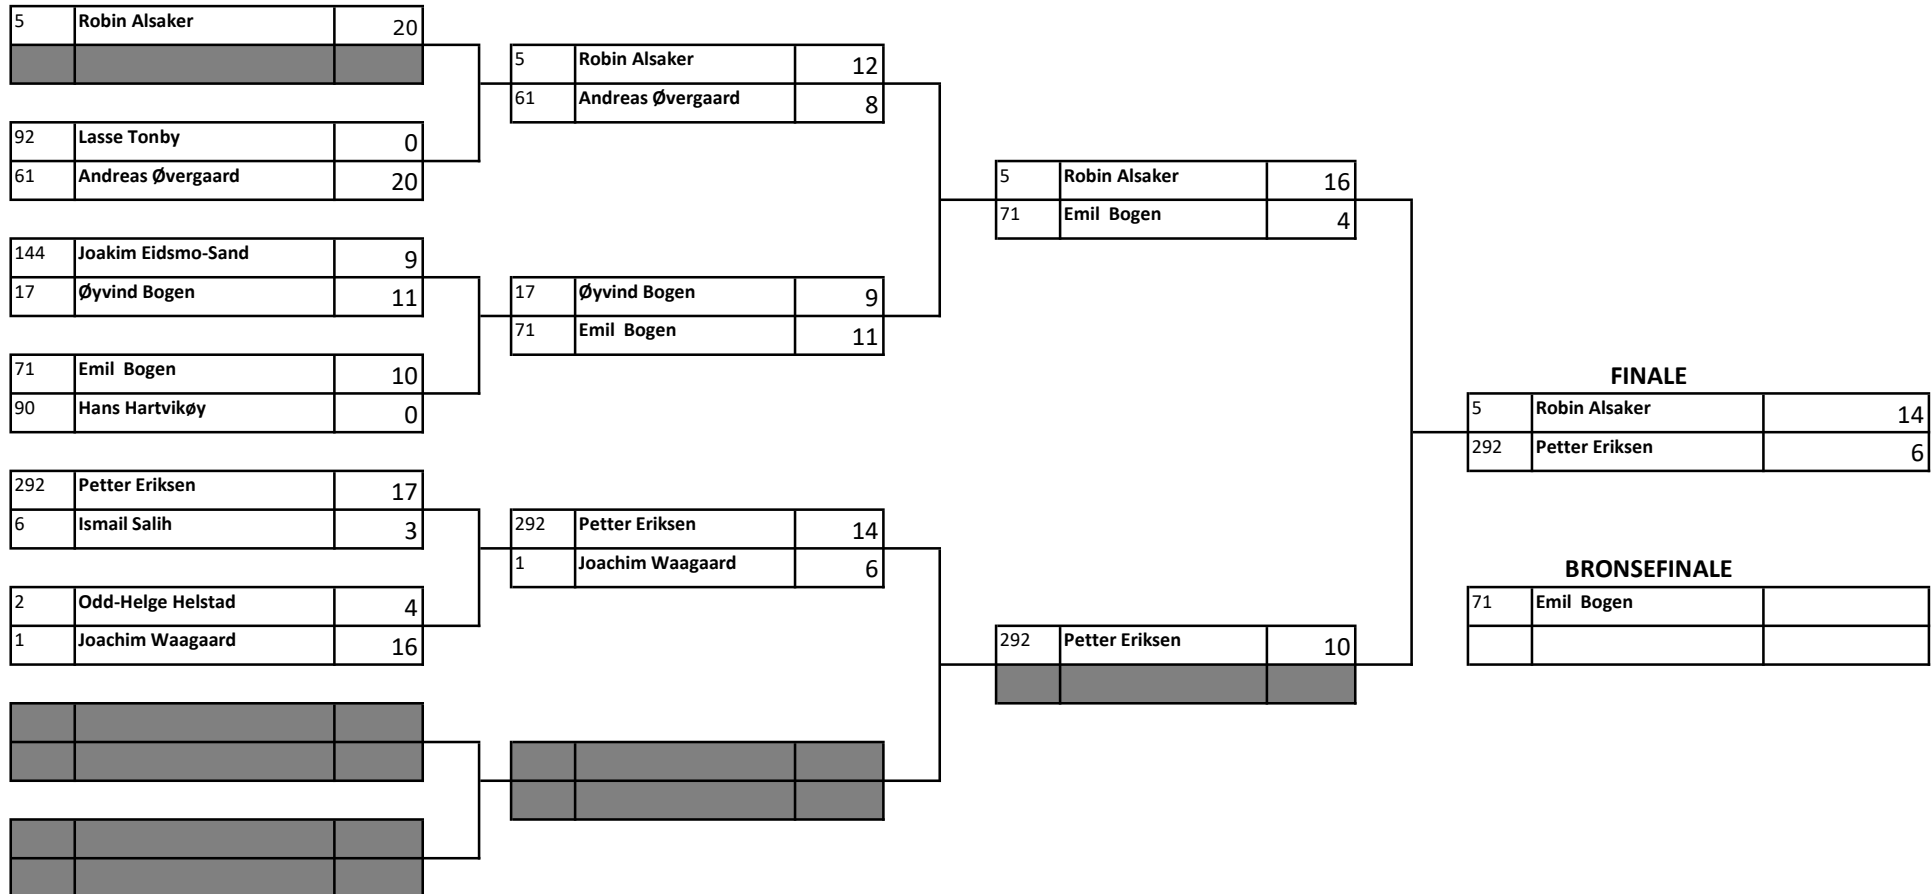 5 Robin Alsaker 20
92 Lasse Tonby 0
61 Andreas Øvergaard 20
144 Joakim Eidsmo-Sand 9
17 Øyvind Bogen 11
71 Emil Bogen 10
90 Hans Hartvikøy 0
292 Petter Eriksen 17
6 Ismail Salih 3
2 Odd-Helge Helstad 4
1 Joachim Waagaard 16
5 Robin Alsaker 12
61 Andreas Øvergaard 8
17 Øyvind Bogen 9
71 Emil Bogen 11
292 Petter Eriksen 14
1 Joachim Waagaard 6
5 Robin Alsaker 16
71 Emil Bogen 4
292 Petter Eriksen 10
FINALE
5 Robin Alsaker 14
292 Petter Eriksen 6
BRONSEFINALE
71 Emil Bogen